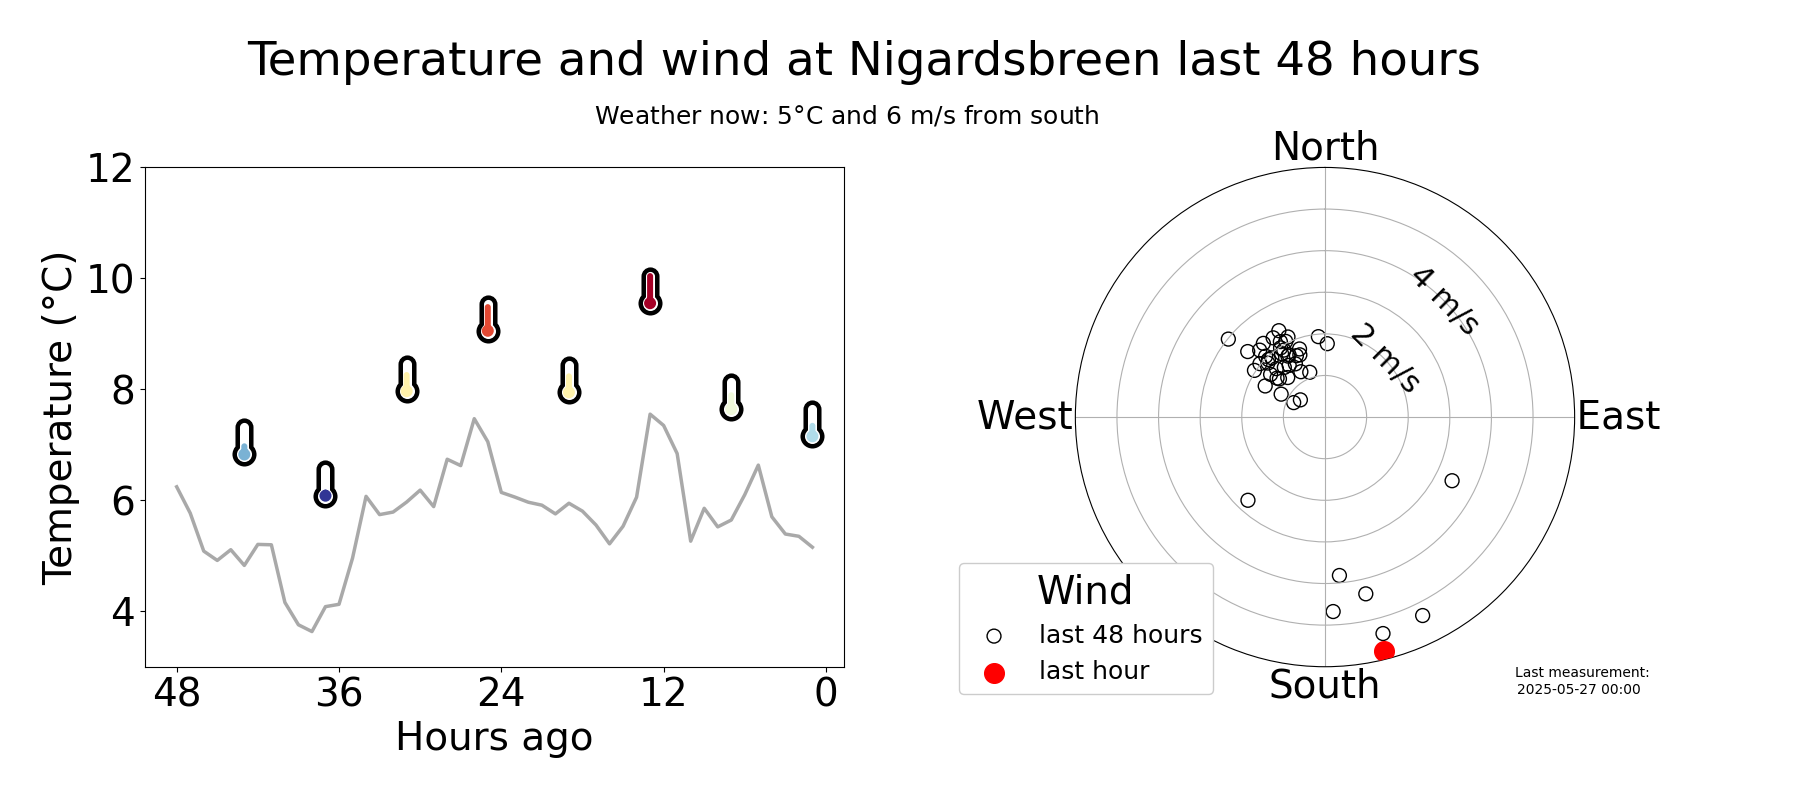 Temperature and wind at Nigardsbreen last 48 hours
Weather now: 5°C and 6 m/s from south
12
10
8
6
4
Temperature (°C)
48
36
24
12
0
Hours ago
North
4 m/s
2 m/s
West
East
South
Wind
last 48 hours
last hour
Last measurement:
2025-05-27 00:00